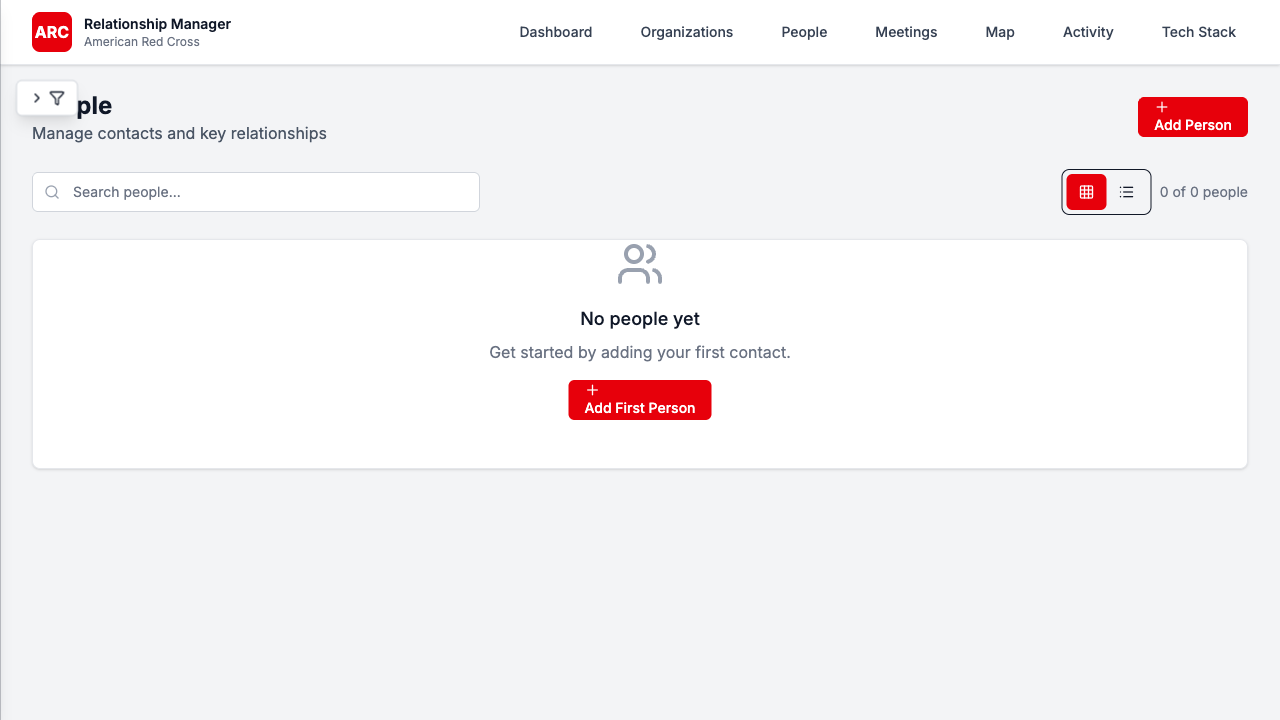 ARC
Relationship Manager
American Red Cross
Dashboard
Organizations
People
Meetings
Map
Activity
Tech Stack
ple
Manage contacts and key relationships
Add Person
Search people...
0 of 0 people
No people yet
Get started by adding your first contact.
Add First Person